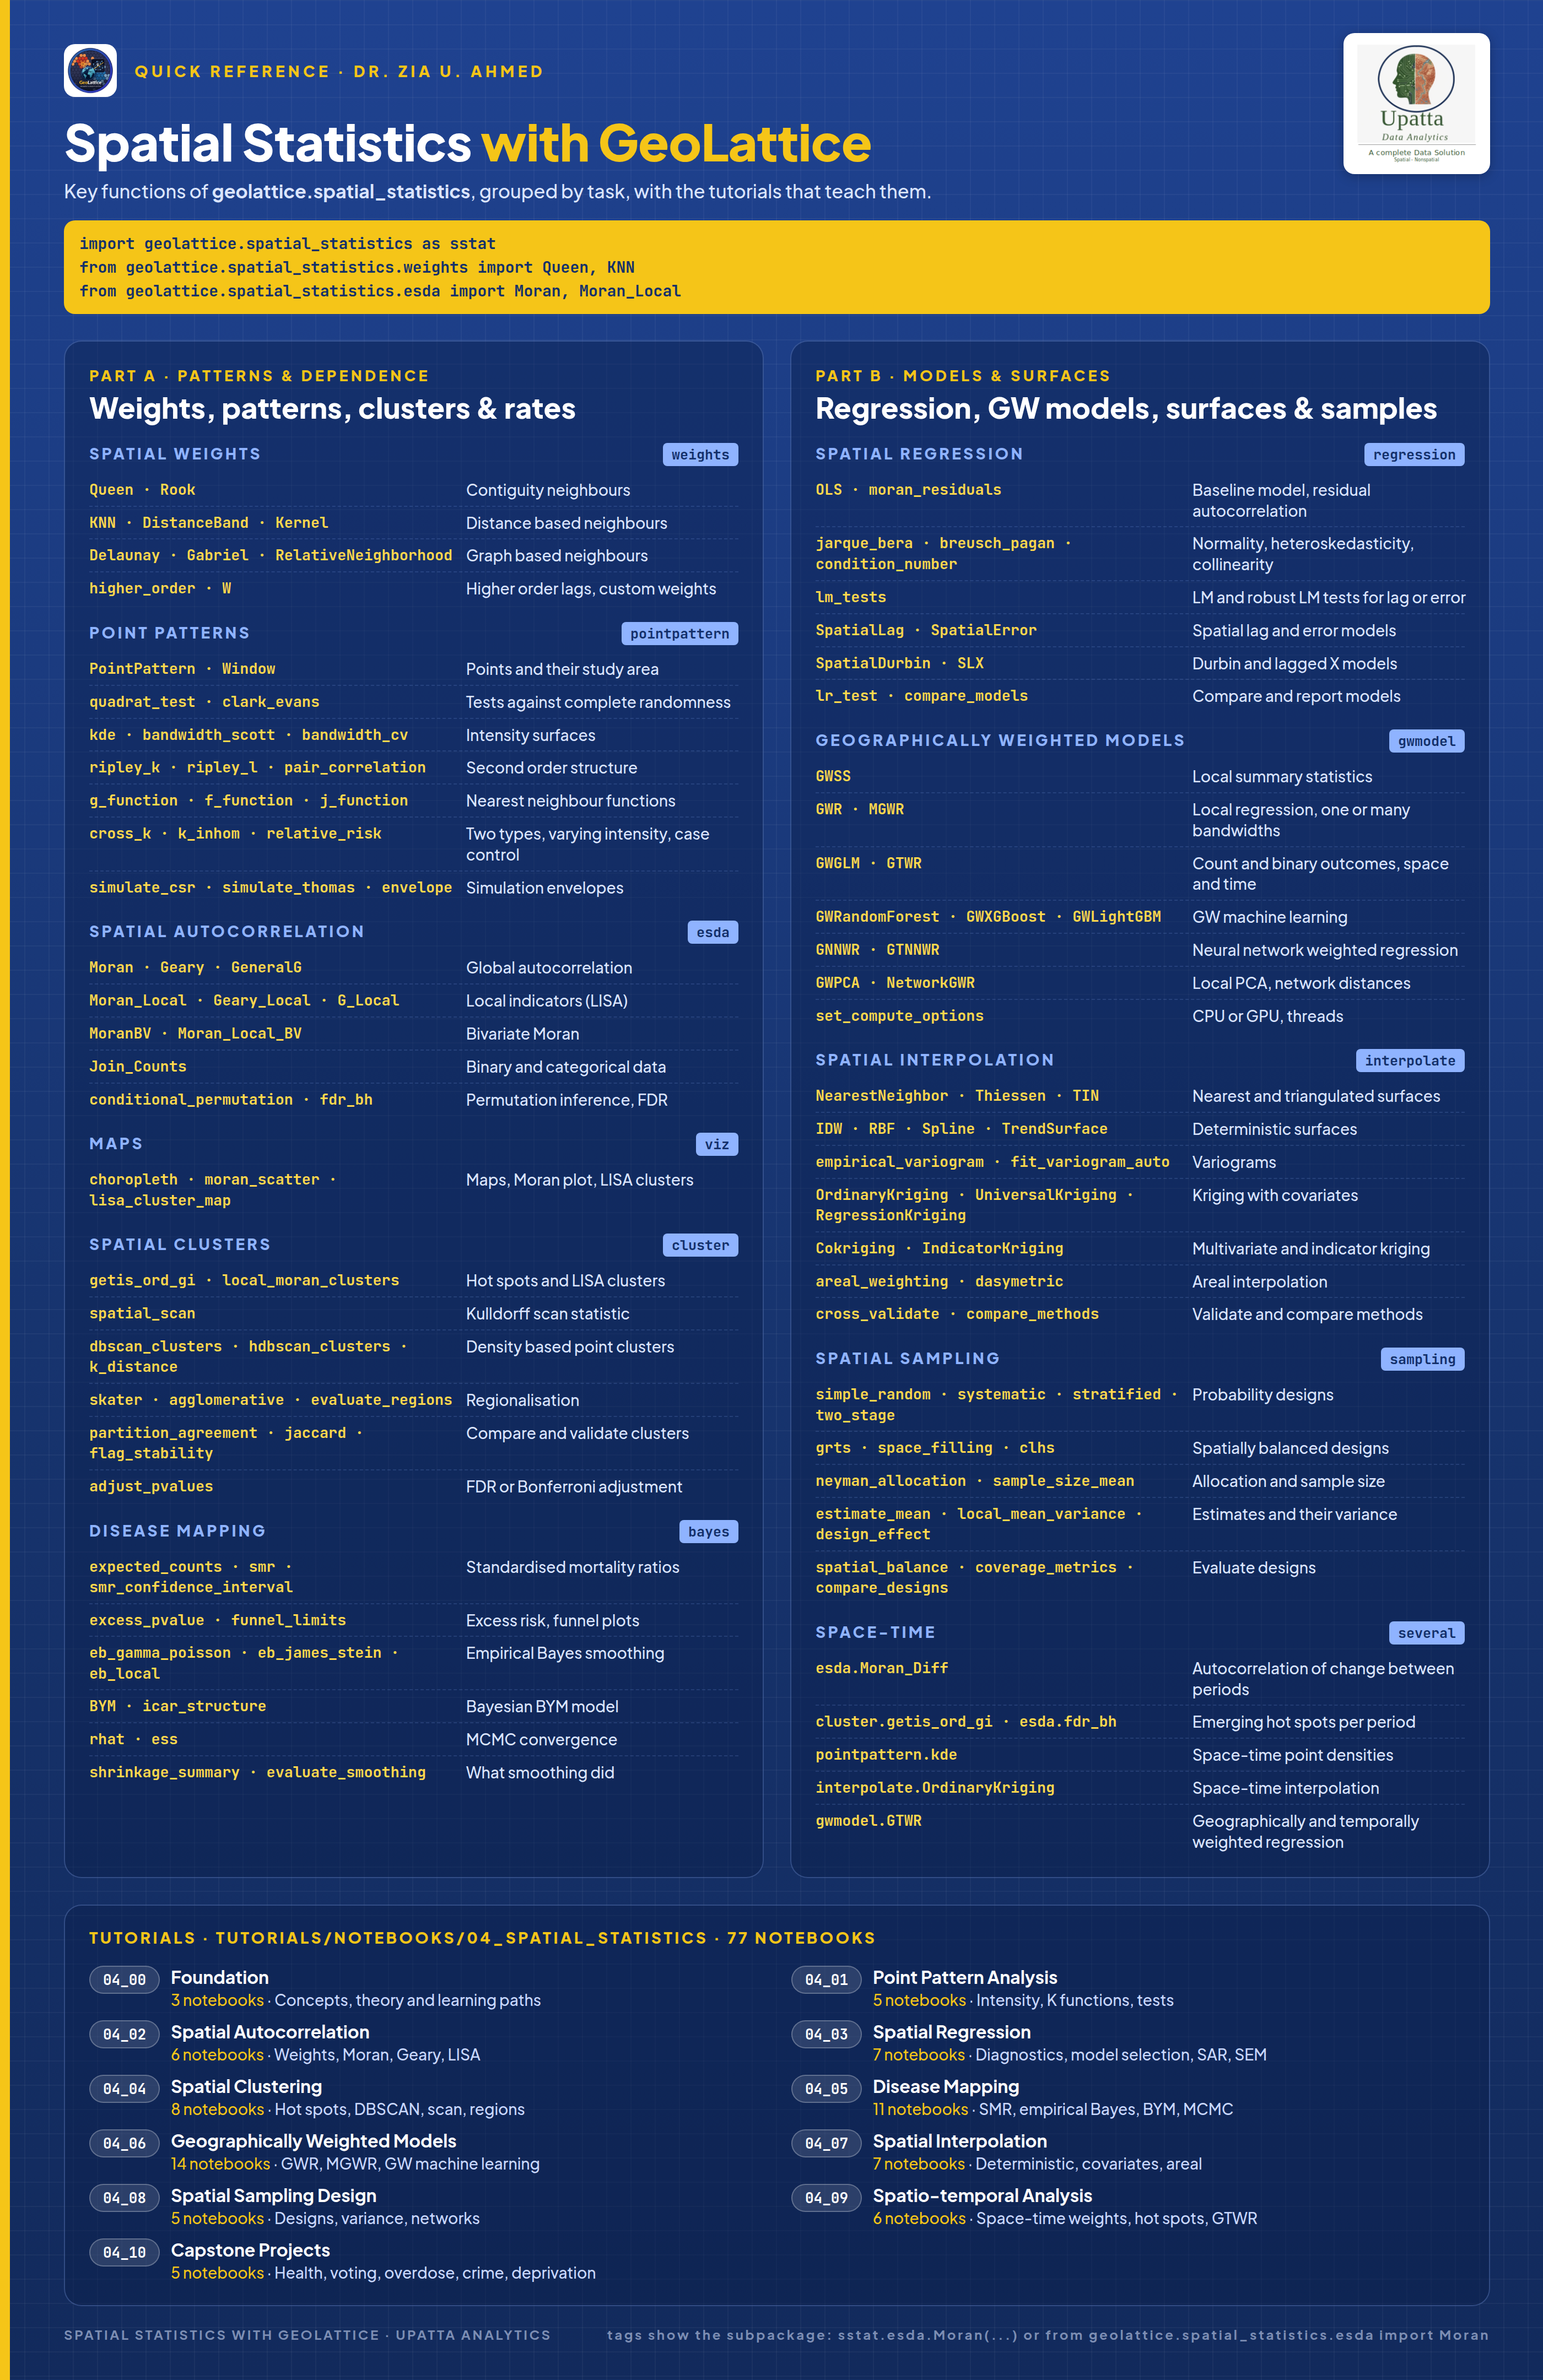 GeoLattice
QUICK REFERENCE · DR. ZIA U. AHMED
Upatta
Data Analytics
A complete Data Solution
Spatial - Nonspatial
Spatial Statistics with GeoLattice
Key functions of geolattice.spatial_statistics, grouped by task, with the tutorials that teach them.
import geolattice.spatial_statistics as sstat
from geolattice.spatial_statistics.weights import Queen, KNN
from geolattice.spatial_statistics.esda import Moran, Moran_Local
PART A · PATTERNS & DEPENDENCE
Weights, patterns, clusters & rates
SPATIAL WEIGHTS weights
Queen · Rook Contiguity neighbours
KNN · DistanceBand · Kernel Distance based neighbours
Delaunay · Gabriel · RelativeNeighborhood Graph based neighbours
higher_order · W Higher order lags, custom weights
POINT PATTERNS pointpattern
PointPattern · Window Points and their study area
quadrat_test · clark_evans Tests against complete randomness
kde · bandwidth_scott · bandwidth_cv Intensity surfaces
ripley_k · ripley_l · pair_correlation Second order structure
g_function · f_function · j_function Nearest neighbour functions
cross_k · k_inhom · relative_risk Two types, varying intensity, case
control
simulate_csr · simulate_thomas · envelope Simulation envelopes
SPATIAL AUTOCORRELATION esda
Moran · Geary · GeneralG Global autocorrelation
Moran_Local · Geary_Local · G_Local Local indicators (LISA)
MoranBV · Moran_Local_BV Bivariate Moran
Join_Counts Binary and categorical data
conditional_permutation · fdr_bh Permutation inference, FDR
MAPS viz
choropleth · moran_scatter · Maps, Moran plot, LISA clusters
lisa_cluster_map
SPATIAL CLUSTERS cluster
getis_ord_gi · local_moran_clusters Hot spots and LISA clusters
spatial_scan Kulldorff scan statistic
dbscan_clusters · hdbscan_clusters · Density based point clusters
k_distance
skater · agglomerative · evaluate_regions Regionalisation
partition_agreement · jaccard · Compare and validate clusters
flag_stability
adjust_pvalues FDR or Bonferroni adjustment
DISEASE MAPPING bayes
expected_counts · smr · Standardised mortality ratios
smr_confidence_interval
excess_pvalue · funnel_limits Excess risk, funnel plots
eb_gamma_poisson · eb_james_stein · Empirical Bayes smoothing
eb_local
BYM · icar_structure Bayesian BYM model
rhat · ess MCMC convergence
shrinkage_summary · evaluate_smoothing What smoothing did
PART B · MODELS & SURFACES
Regression, GW models, surfaces & samples
SPATIAL REGRESSION regression
OLS · moran_residuals Baseline model, residual
autocorrelation
jarque_bera · breusch_pagan · Normality, heteroskedasticity,
condition_number collinearity
lm_tests LM and robust LM tests for lag or error
SpatialLag · SpatialError Spatial lag and error models
SpatialDurbin · SLX Durbin and lagged X models
lr_test · compare_models Compare and report models
GEOGRAPHICALLY WEIGHTED MODELS gwmodel
GWSS Local summary statistics
GWR · MGWR Local regression, one or many
bandwidths
GWGLM · GTWR Count and binary outcomes, space
and time
GWRandomForest · GWXGBoost · GWLightGBM GW machine learning
GNNWR · GTNNWR Neural network weighted regression
GWPCA · NetworkGWR Local PCA, network distances
set_compute_options CPU or GPU, threads
SPATIAL INTERPOLATION interpolate
NearestNeighbor · Thiessen · TIN Nearest and triangulated surfaces
IDW · RBF · Spline · TrendSurface Deterministic surfaces
empirical_variogram · fit_variogram_auto Variograms
OrdinaryKriging · UniversalKriging · Kriging with covariates
RegressionKriging
Cokriging · IndicatorKriging Multivariate and indicator kriging
areal_weighting · dasymetric Areal interpolation
cross_validate · compare_methods Validate and compare methods
SPATIAL SAMPLING sampling
simple_random · systematic · stratified · Probability designs
two_stage
grts · space_filling · clhs Spatially balanced designs
neyman_allocation · sample_size_mean Allocation and sample size
estimate_mean · local_mean_variance · Estimates and their variance
design_effect
spatial_balance · coverage_metrics · Evaluate designs
compare_designs
SPACE-TIME several
esda.Moran_Diff Autocorrelation of change between
periods
cluster.getis_ord_gi · esda.fdr_bh Emerging hot spots per period
pointpattern.kde Space-time point densities
interpolate.OrdinaryKriging Space-time interpolation
gwmodel.GTWR Geographically and temporally
weighted regression
TUTORIALS · TUTORIALS/NOTEBOOKS/04_SPATIAL_STATISTICS · 77 NOTEBOOKS
04_00 Foundation
3 notebooks · Concepts, theory and learning paths
04_01 Point Pattern Analysis
5 notebooks · Intensity, K functions, tests
04_02 Spatial Autocorrelation
6 notebooks · Weights, Moran, Geary, LISA
04_03 Spatial Regression
7 notebooks · Diagnostics, model selection, SAR, SEM
04_04 Spatial Clustering
8 notebooks · Hot spots, DBSCAN, scan, regions
04_05 Disease Mapping
11 notebooks · SMR, empirical Bayes, BYM, MCMC
04_06 Geographically Weighted Models
14 notebooks · GWR, MGWR, GW machine learning
04_07 Spatial Interpolation
7 notebooks · Deterministic, covariates, areal
04_08 Spatial Sampling Design
5 notebooks · Designs, variance, networks
04_09 Spatio-temporal Analysis
6 notebooks · Space-time weights, hot spots, GTWR
04_10 Capstone Projects
5 notebooks · Health, voting, overdose, crime, deprivation
SPATIAL STATISTICS WITH GEOLATTICE · UPATTA ANALYTICS
tags show the subpackage: sstat.esda.Moran(...) or from geolattice.spatial_statistics.esda import Moran